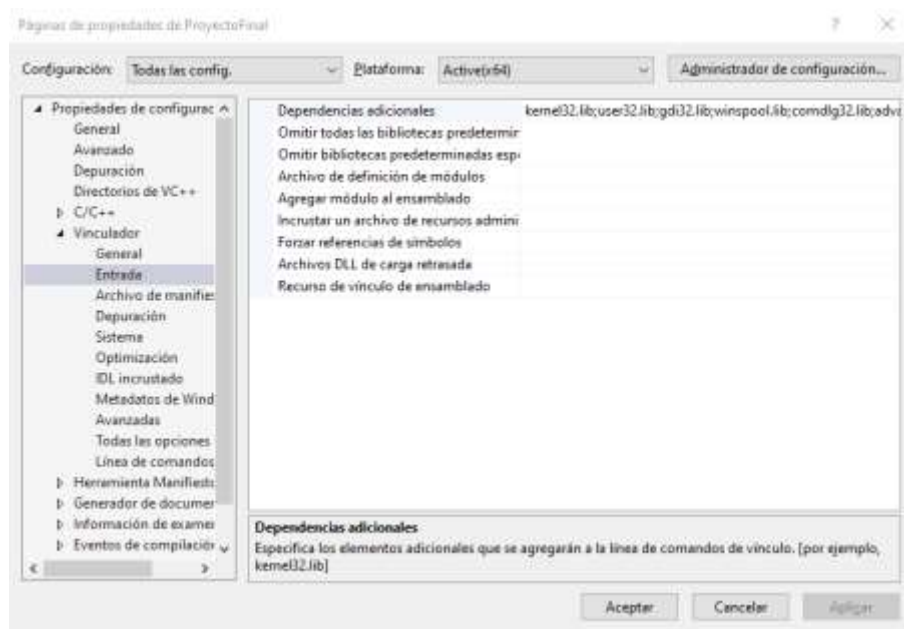 Páginas de propiedades de ProyectoFinal
? ×
Configuración: Todas las config. Plataforma: Active(x64) Administrador de configuración...
Propiedades de configurac
General
Avanzado
Depuración
Directorios de VC++
C/C++
Vinculador
General
Entrada
Archivo de manifies
Depuración
Sistema
Optimización
IDL incrustado
Metadatos de Wind
Avanzadas
Todas las opciones
Línea de comandos
Herramienta Manifiesto
Generador de documen
Información de examen
Eventos de compilación
Dependencias adicionales kernel32.lib;user32.lib;gdi32.lib;winspool.lib;comdlg32.lib;adva
Omitir todas las bibliotecas predetermin
Omitir bibliotecas predeterminadas espe
Archivo de definición de módulos
Agregar módulo al ensamblado
Incrustar un archivo de recursos admini
Forzar referencias de símbolos
Archivos DLL de carga retrasada
Recurso de vínculo de ensamblado
Dependencias adicionales
Especifica los elementos adicionales que se agregarán a la línea de comandos de vínculo. [por ejemplo,
kernel32.lib]
Aceptar Cancelar Aplicar